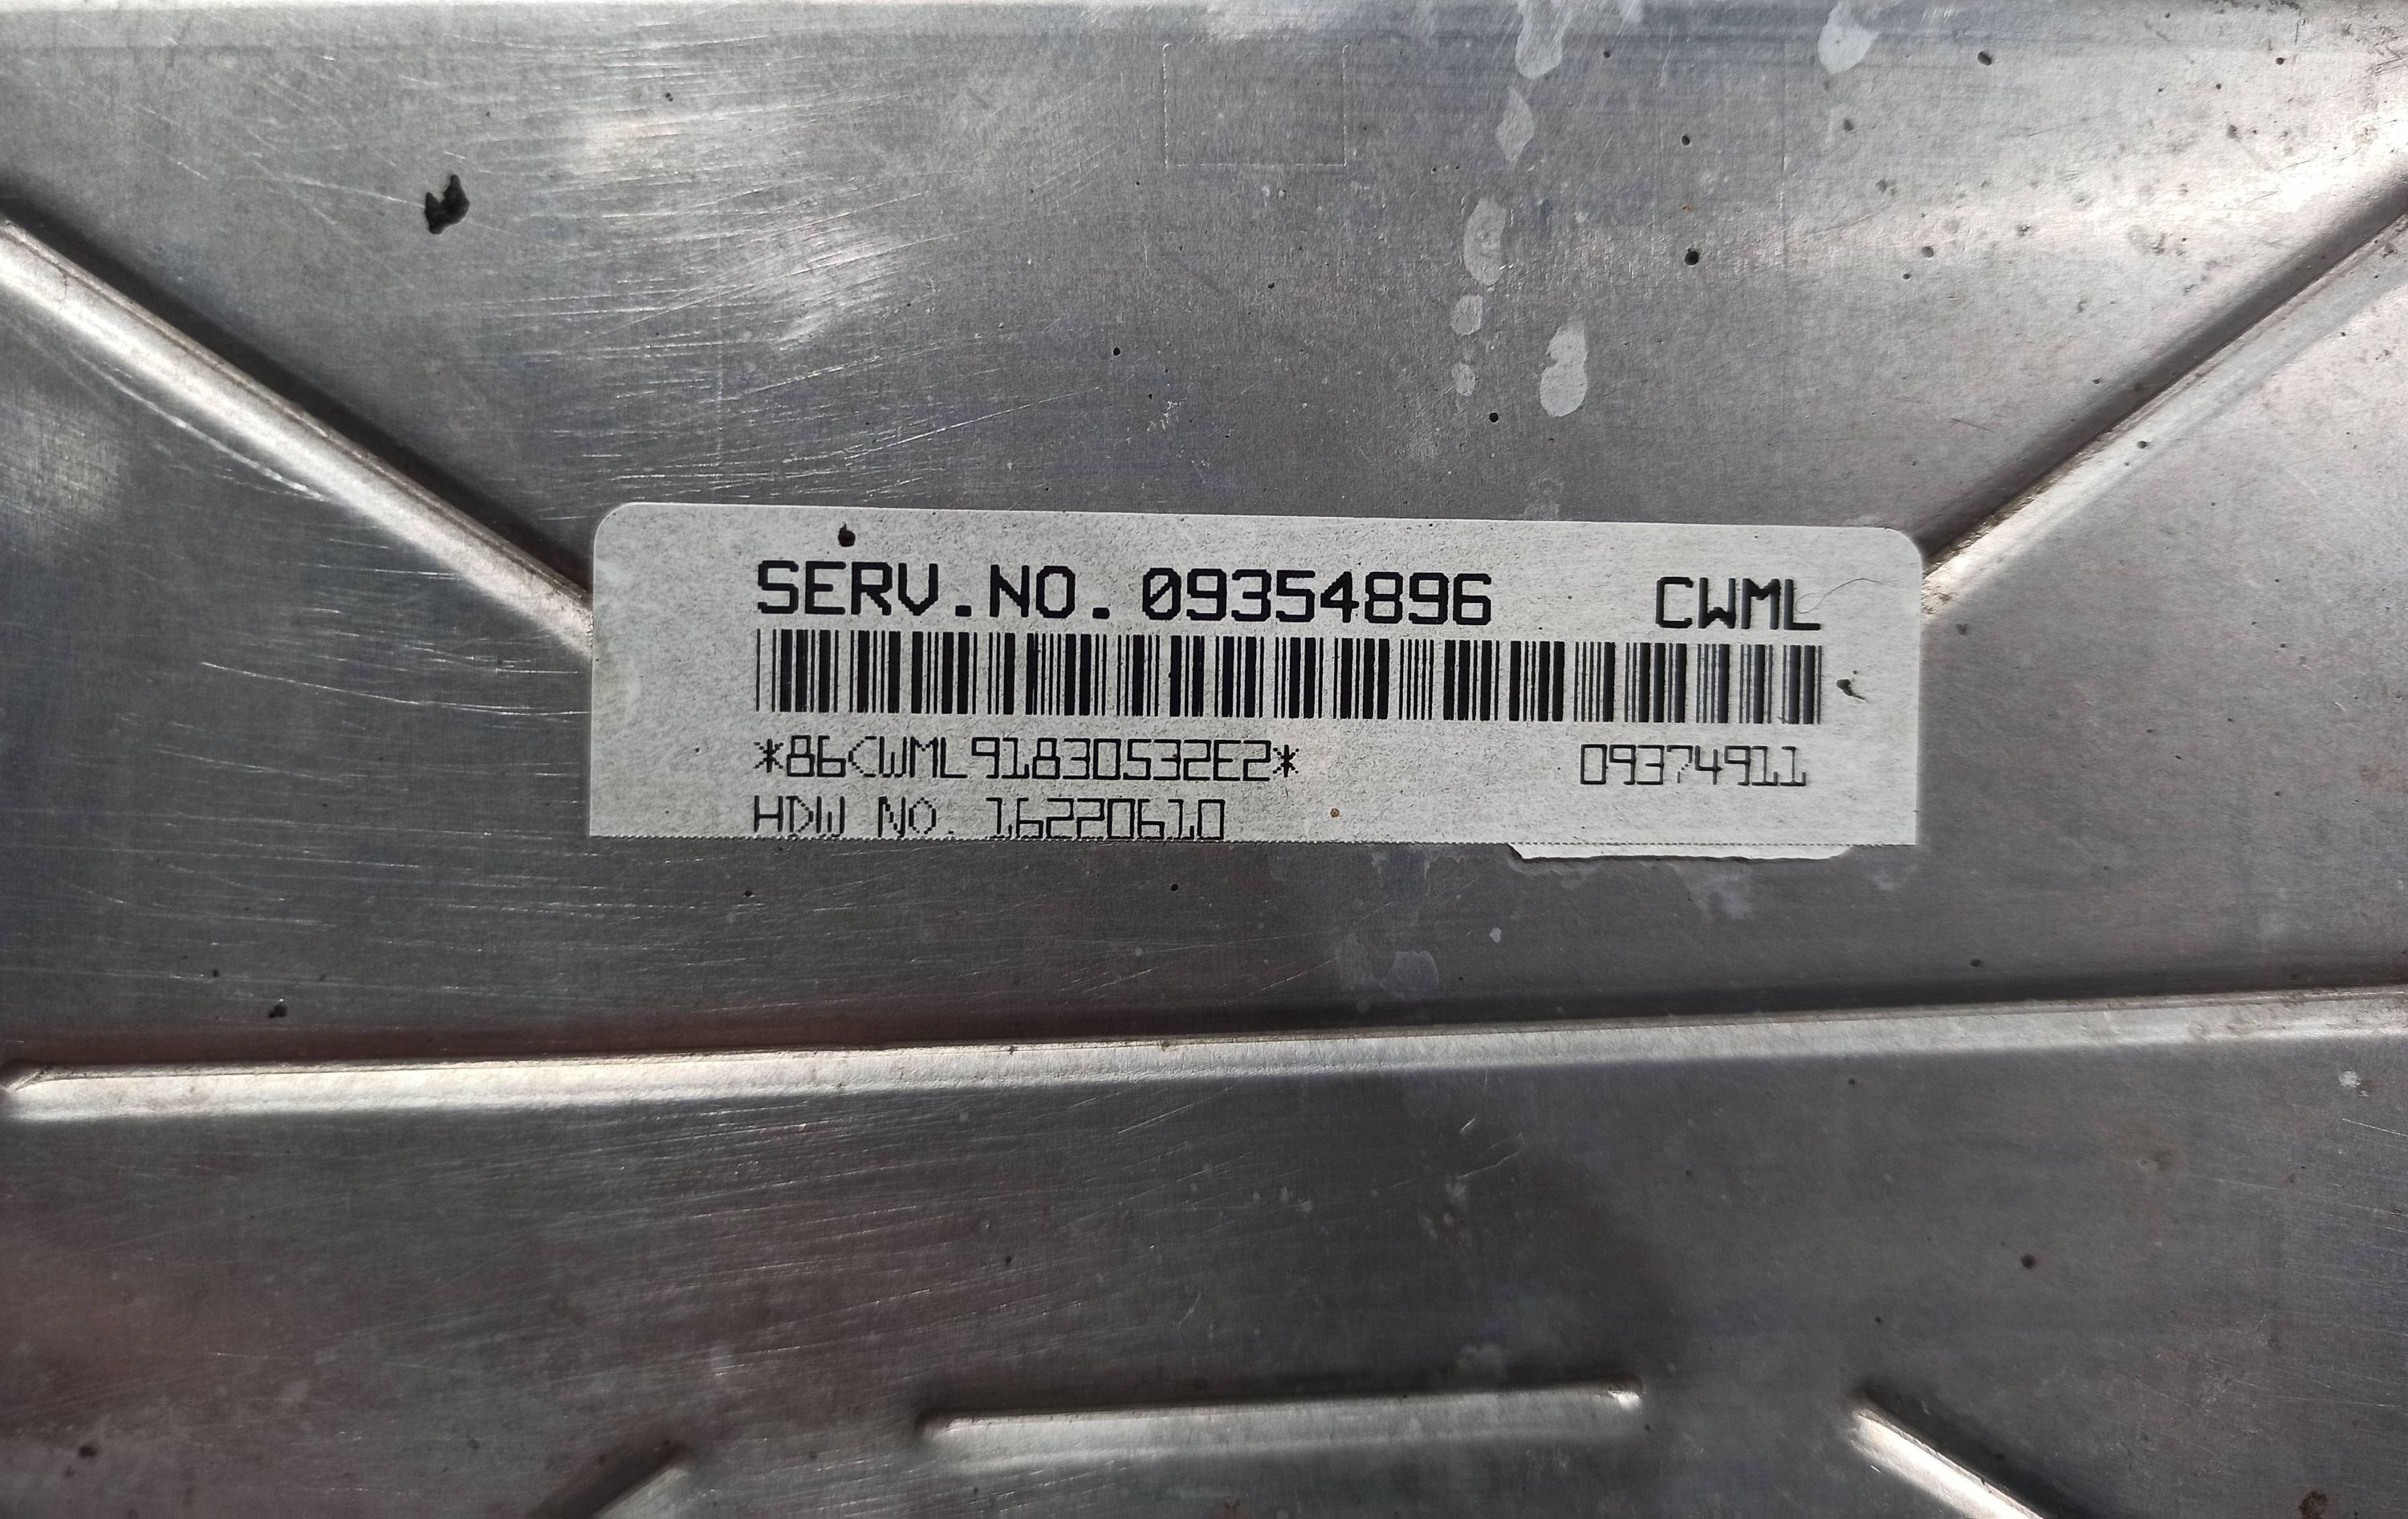 SERV.NO. 09354896 CWML
*86CWML91830532E2* 09374911
HDW NO. 16220610